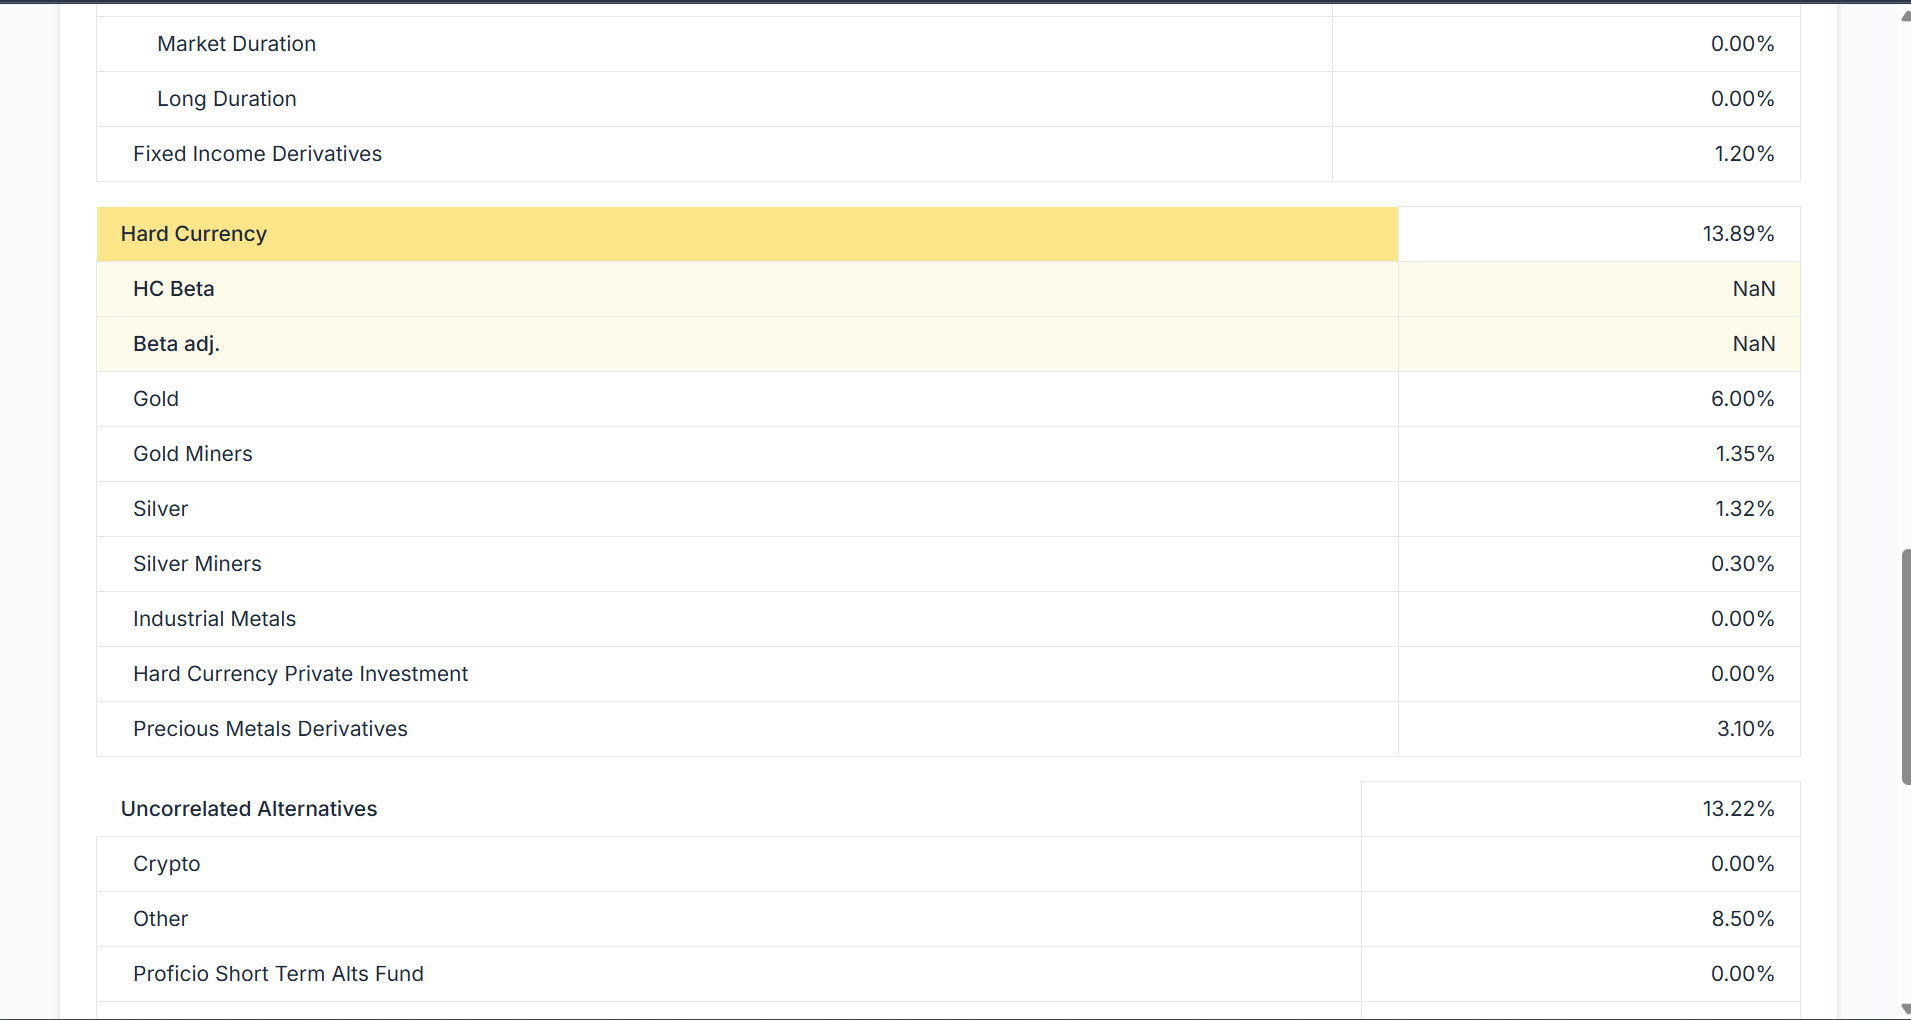 Market Duration 0.00%
Long Duration 0.00%
Fixed Income Derivatives 1.20%
Hard Currency 13.89%
HC Beta NaN
Beta adj. NaN
Gold 6.00%
Gold Miners 1.35%
Silver 1.32%
Silver Miners 0.30%
Industrial Metals 0.00%
Hard Currency Private Investment 0.00%
Precious Metals Derivatives 3.10%
Uncorrelated Alternatives 13.22%
Crypto 0.00%
Other 8.50%
Proficio Short Term Alts Fund 0.00%